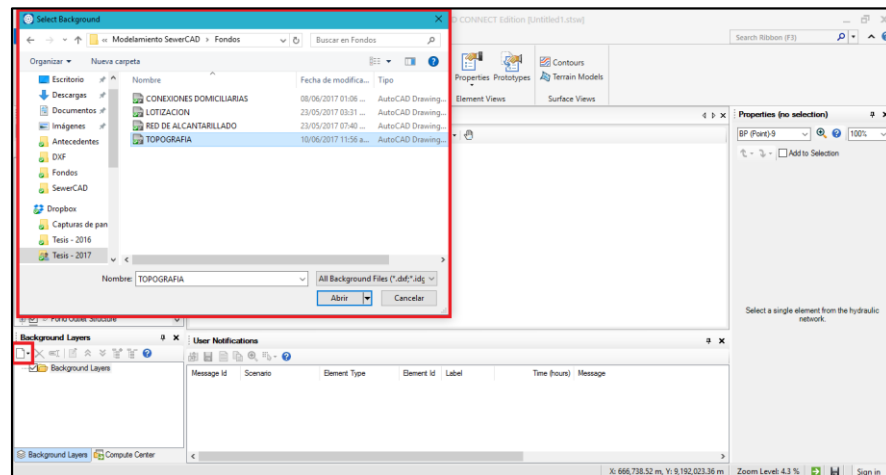 Select Background
D CONNECT Edition [Untitled1.stsw]
« Modelamiento SewerCAD > Fondos
Buscar en Fondos
Search Ribbon (F3)
Organizar
Nueva carpeta
Escritorio
Descargas
Documentos
Imágenes
Antecedentes
DXF
Fondos
SewerCAD
Dropbox
Capturas de pan
Tesis - 2016
Tesis - 2017
Nombre
Fecha de modifica...
Tipo
CONEXIONES DOMICILIARIAS
08/06/2017 01:06 ...
AutoCAD Drawing...
LOTIZACION
23/05/2017 03:31 ...
AutoCAD Drawing...
RED DE ALCANTARILLADO
23/05/2017 07:40 ...
AutoCAD Drawing...
TOPOGRAFIA
10/06/2017 11:56 a...
AutoCAD Drawing...
Nombre:
TOPOGRAFIA
All Background Files (*.dxf;*.idg
Abrir
Cancelar
Properties
Prototypes
Contours
Terrain Models
Element Views
Surface Views
Properties (no selection)
BP (Point)-9
100%
Add to Selection
Select a single element from the hydraulic
network.
Pond Outlet Structure
Background Layers
Background Layers
Background Layers
Compute Center
User Notifications
Message Id
Scenario
Element Type
Element Id
Label
Time (hours)
Message
X: 666,738.52 m, Y: 9,192,023.36 m
Zoom Level: 4.3 %
Sign in